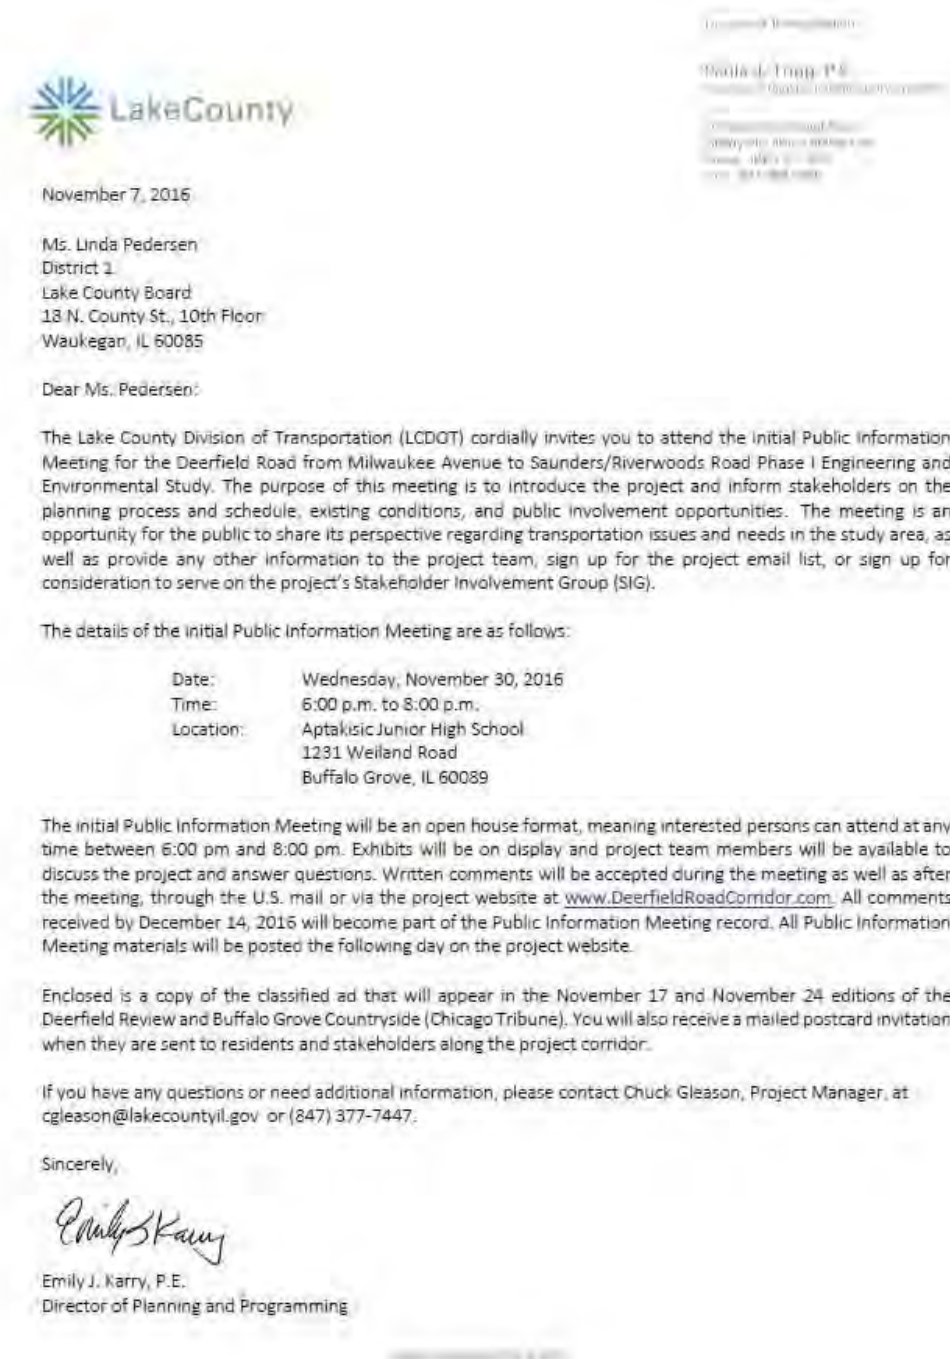 LakeCounty
November 7, 2016
Ms. Linda Pedersen
District 1
Lake County Board
18 N. County St., 10th Floor
Waukegan, IL 60085
Dear Ms. Pedersen:
The Lake County Division of Transportation (LCDOT) cordially invites you to attend the initial Public Information
Meeting for the Deerfield Road from Milwaukee Avenue to Saunders/Riverwoods Road Phase I Engineering and
Environmental Study. The purpose of this meeting is to introduce the project and inform stakeholders on the
planning process and schedule, existing conditions, and public involvement opportunities. The meeting is an
opportunity for the public to share its perspective regarding transportation issues and needs in the study area, as
well as provide any other information to the project team, sign up for the project email list, or sign up for
consideration to serve on the project's Stakeholder Involvement Group (SIG).
The details of the initial Public Information Meeting are as follows:
Date: Wednesday, November 30, 2016
Time: 6:00 p.m. to 8:00 p.m.
Location: Aptakisic Junior High School
1231 Weiland Road
Buffalo Grove, IL 60089
The initial Public Information Meeting will be an open house format, meaning interested persons can attend at any
time between 6:00 pm and 8:00 pm. Exhibits will be on display and project team members will be available to
discuss the project and answer questions. Written comments will be accepted during the meeting as well as after
the meeting, through the U.S. mail or via the project website at www.DeerfieldRoadCorridor.com. All comments
received by December 14, 2016 will become part of the Public Information Meeting record. All Public Information
Meeting materials will be posted the following day on the project website.
Enclosed is a copy of the classified ad that will appear in the November 17 and November 24 editions of the
Deerfield Review and Buffalo Grove Countryside (Chicago Tribune). You will also receive a mailed postcard invitation
when they are sent to residents and stakeholders along the project corridor.
If you have any questions or need additional information, please contact Chuck Gleason, Project Manager, at
cgleason@lakecountyil.gov or (847) 377-7447.
Sincerely,
Emily J Karry
Emily J. Karry, P.E.
Director of Planning and Programming